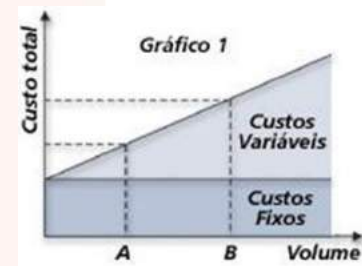 Gráfico 1
Custo total
Custos
Variáveis
Custos
Fixos
A
B
Volume